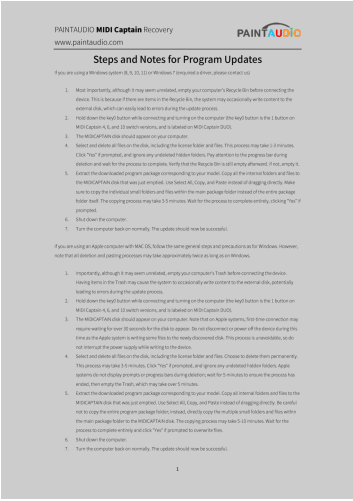 PAINTAUDIO MIDI Captain Recovery
www.paintaudio.com
PAINTAUDIO
Steps and Notes for Program Updates
If you are using a Windows system (8, 9, 10, 11) or Windows 7 (required a driver, please contact us)
1. Most importantly, although it may seem unrelated, empty your computer's Recycle Bin before connecting the
device. This is because if there are items in the Recycle Bin, the system may occasionally write content to the
external disk, which can easily lead to errors during the update process.
2. Hold down the key0 button while connecting and turning on the computer (the key0 button is the 1 button on
MIDI Captain 4, 6, and 10 switch versions, and is labeled on MIDI Captain DUO).
3. The MIDICAPTAIN disk should appear on your computer.
4. Select and delete all files on the disk, including the license folder and files. This process may take 1-3 minutes.
Click "Yes" if prompted, and ignore any undeleted hidden folders. Pay attention to the progress bar during
deletion and wait for the process to complete. Verify that the Recycle Bin is still empty afterward; if not, empty it.
5. Extract the downloaded program package corresponding to your model. Copy all the internal folders and files to
the MIDICAPTAIN disk that was just emptied. Use Select All, Copy, and Paste instead of dragging directly. Make
sure to copy the individual small folders and files within the main package folder instead of the entire package
folder itself. The copying process may take 3-5 minutes. Wait for the process to complete entirely, clicking "Yes" if
prompted.
6. Shut down the computer.
7. Turn the computer back on normally. The update should now be successful.
If you are using an Apple computer with MAC OS, follow the same general steps and precautions as for Windows. However,
note that all deletion and pasting processes may take approximately twice as long as on Windows.
1. Importantly, although it may seem unrelated, empty your computer's Trash before connecting the device.
Having items in the Trash may cause the system to occasionally write content to the external disk, potentially
leading to errors during the update process.
2. Hold down the key0 button while connecting and turning on the computer (the key0 button is the 1 button on
MIDI Captain 4, 6, and 10 switch versions, and is labeled on MIDI Captain DUO).
3. The MIDICAPTAIN disk should appear on your computer. Note that on Apple systems, first-time connection may
require waiting for over 30 seconds for the disk to appear. Do not disconnect or power off the device during this
time as the Apple system is writing some files to the newly discovered disk. This process is unavoidable, so do
not interrupt the power supply while writing to the device.
4. Select and delete all files on the disk, including the license folder and files. Choose to delete them permanently.
This process may take 3-5 minutes. Click "Yes" if prompted, and ignore any undeleted hidden folders. Apple
systems do not display prompts or progress bars during deletion; wait for 5 minutes to ensure the process has
ended, then empty the Trash, which may take over 5 minutes.
5. Extract the downloaded program package corresponding to your model. Copy all internal folders and files to the
MIDICAPTAIN disk that was just emptied. Use Select All, Copy, and Paste instead of dragging directly. Be careful
not to copy the entire program package folder; instead, directly copy the multiple small folders and files within
the main package folder to the MIDICAPTAIN disk. The copying process may take 5-10 minutes. Wait for the
process to complete entirely and click "Yes" if prompted to overwrite files.
6. Shut down the computer.
7. Turn the computer back on normally. The update should now be successful.
1